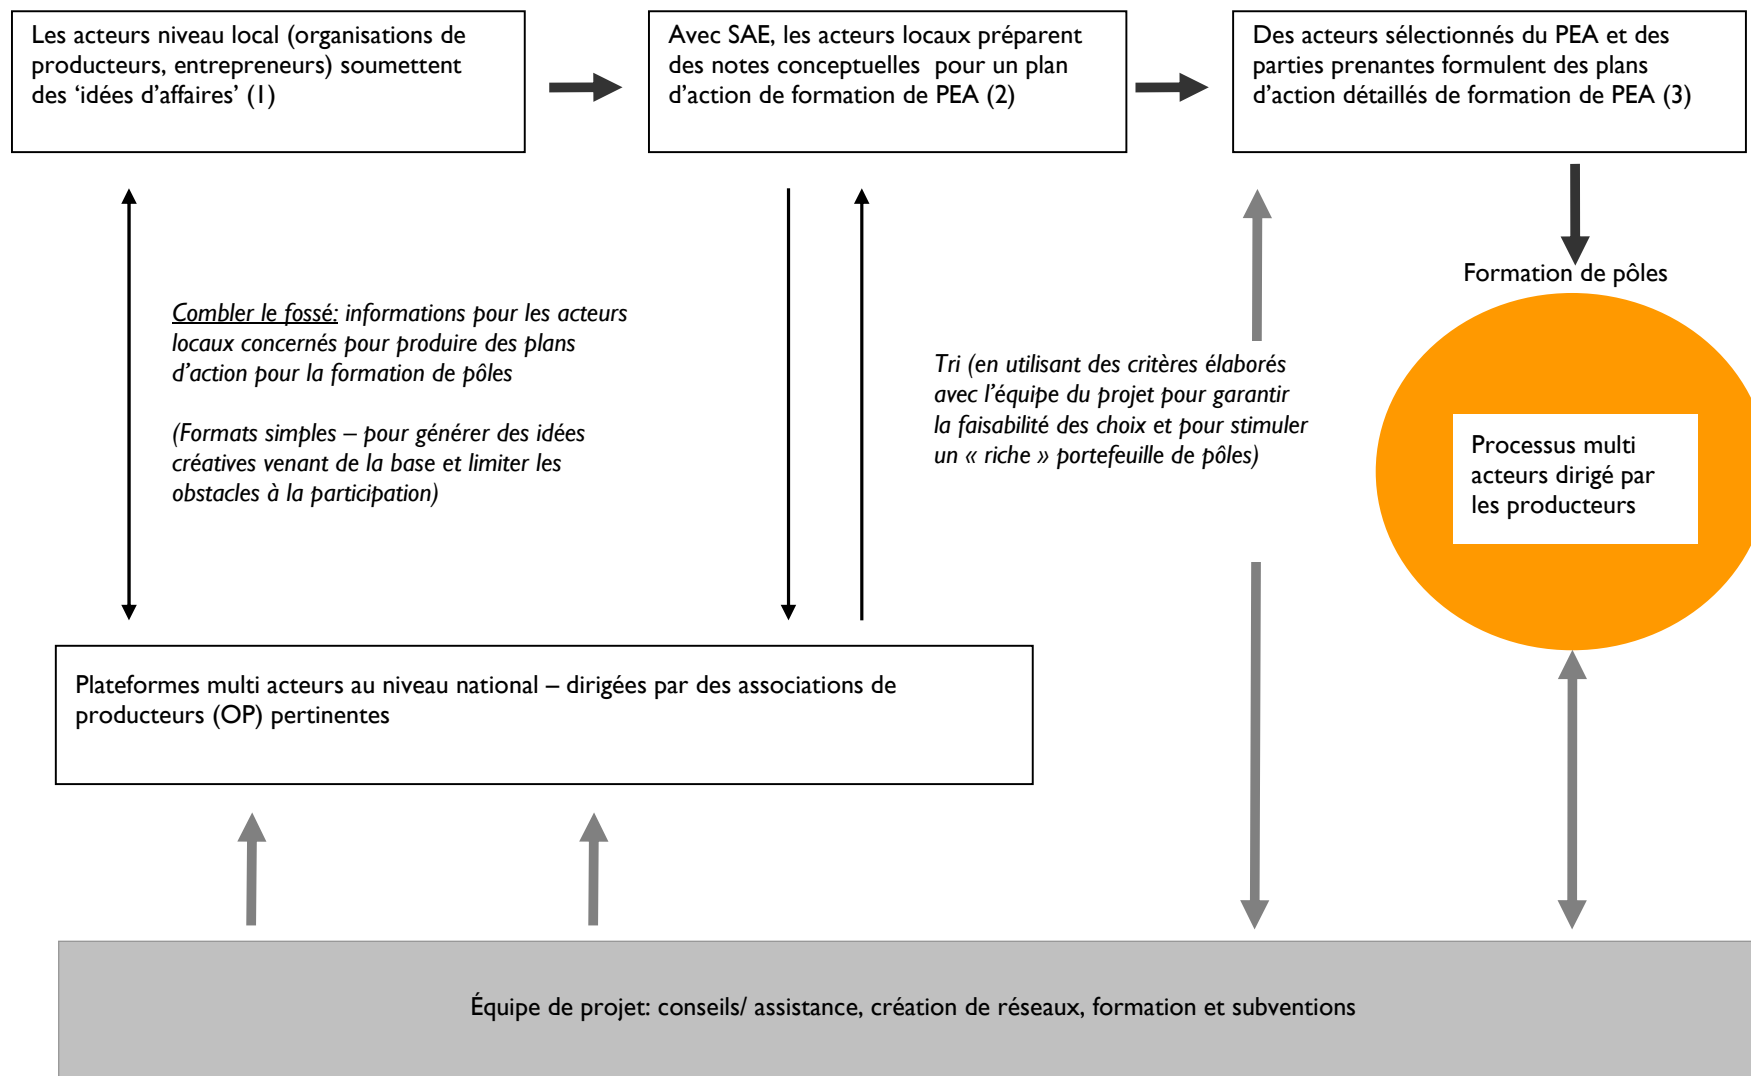 Les acteurs niveau local (organisations de
producteurs, entrepreneurs) soumettent
des ‘idées d’affaires’ (1)
Avec SAE, les acteurs locaux préparent
des notes conceptuelles pour un plan
d’action de formation de PEA (2)
Des acteurs sélectionnés du PEA et des
parties prenantes formulent des plans
d’action détaillés de formation de PEA (3)
Formation de pôles
Combler le fossé: informations pour les acteurs
locaux concernés pour produire des plans
d’action pour la formation de pôles
(Formats simples – pour générer des idées
créatives venant de la base et limiter les
obstacles à la participation)
Tri (en utilisant des critères élaborés
avec l’équipe du projet pour garantir
la faisabilité des choix et pour stimuler
un « riche » portefeuille de pôles)
Processus multi
acteurs dirigé par
les producteurs
Plateformes multi acteurs au niveau national – dirigées par des associations de
producteurs (OP) pertinentes
Équipe de projet: conseils/ assistance, création de réseaux, formation et subventions